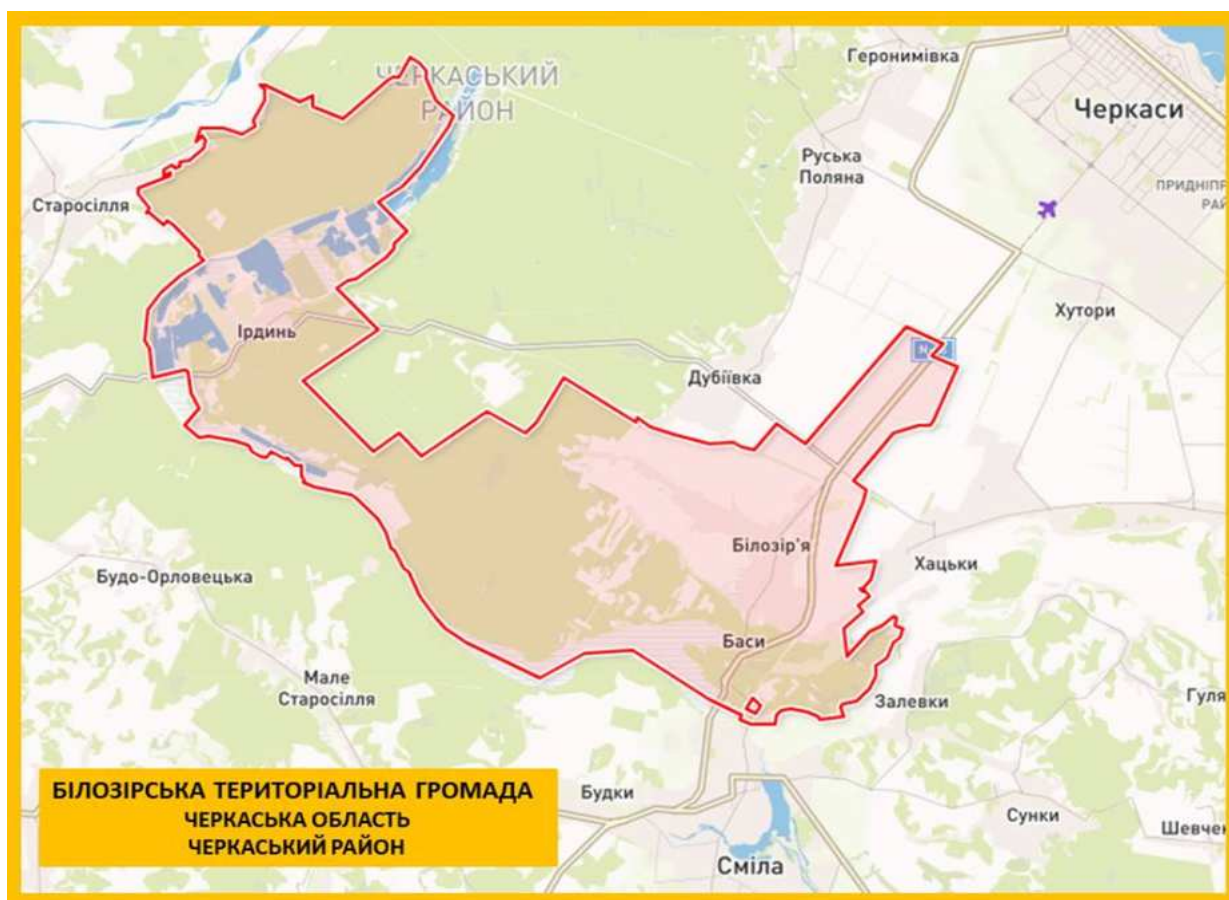 ЧЕРКАСЬКИЙ
РАЙОН
Геронимівка
Черкаси
Руська
Поляна
ПРИДНІПР
РАЙ
Старосілля
Хутори
Ірдинь
Дубіївка
Білозір'я
Хацьки
Будо-Орловецька
Баси
Мале
Старосілля
Залевки
Гуля
БІЛОЗІРСЬКА ТЕРИТОРІАЛЬНА ГРОМАДА
ЧЕРКАСЬКА ОБЛАСТЬ
ЧЕРКАСЬКИЙ РАЙОН
Будки
Сунки
Шевчен
Сміла